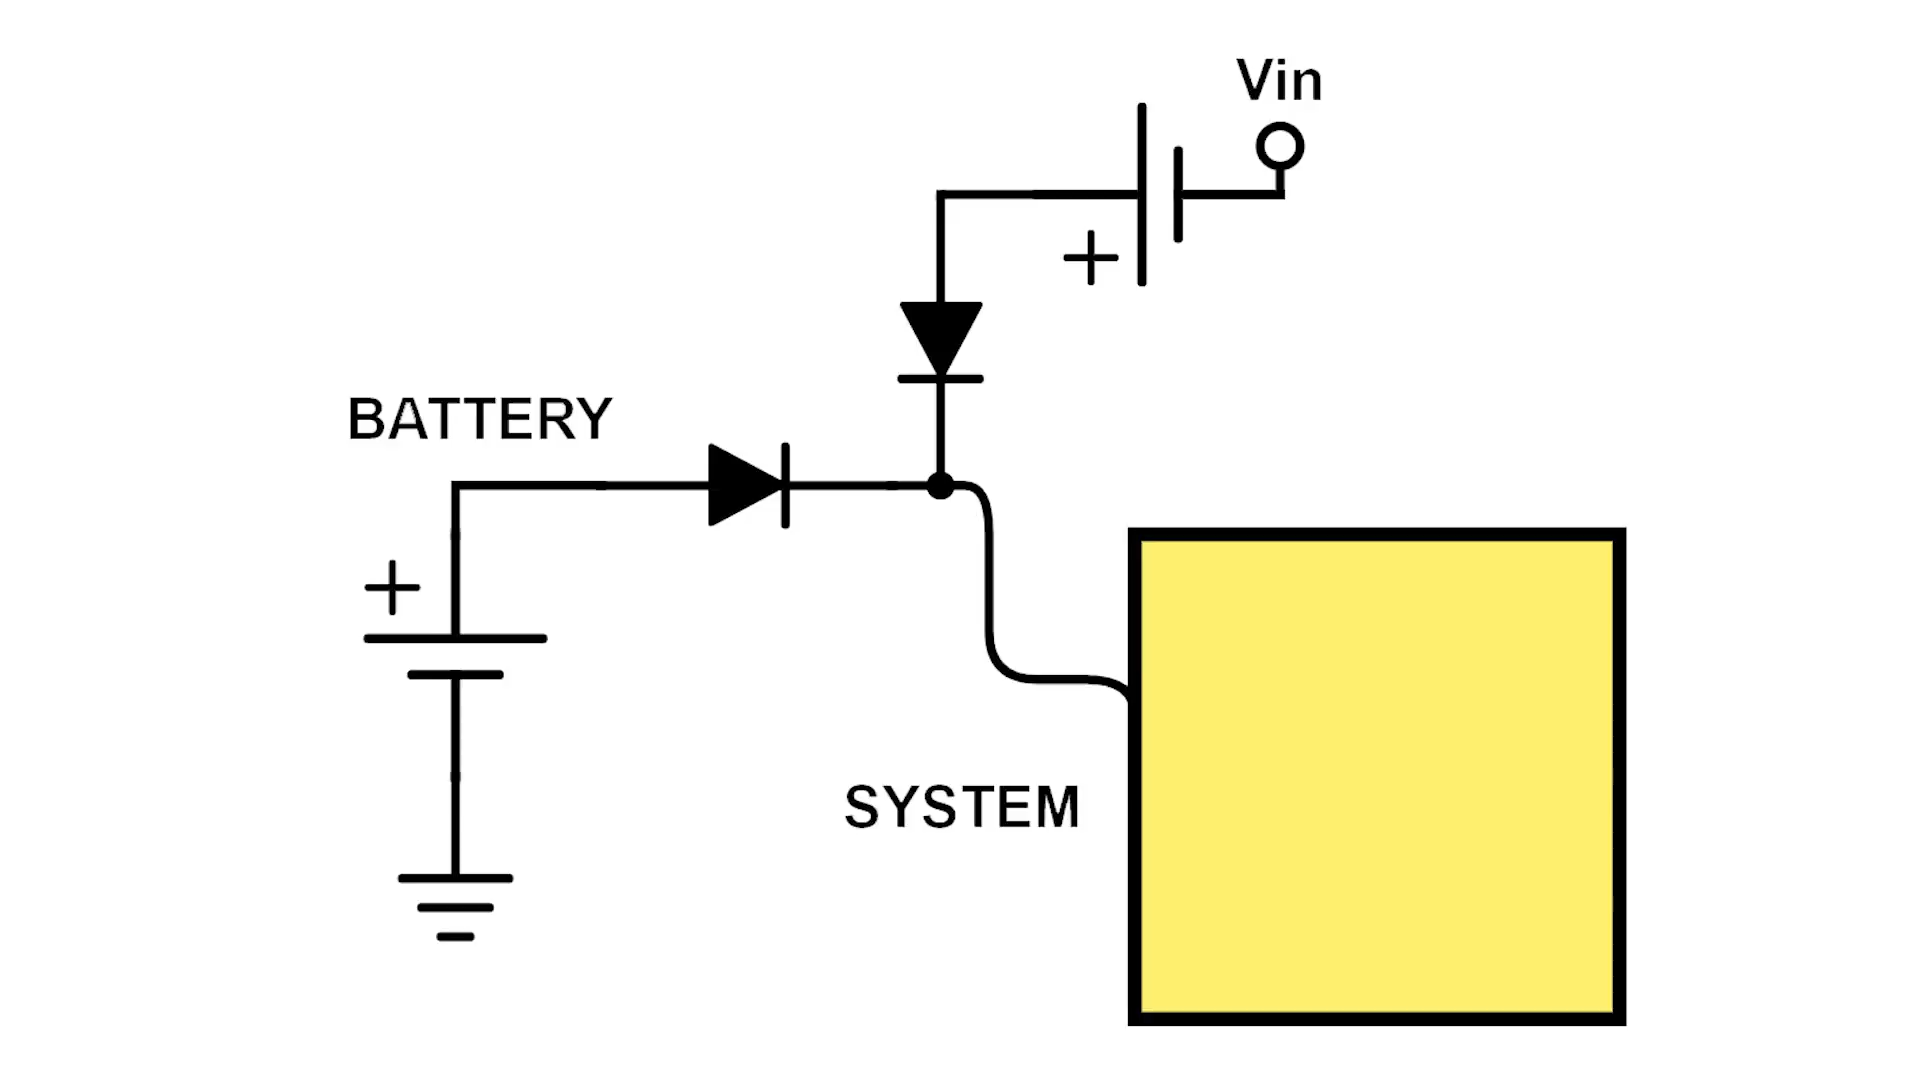 Vin
+
BATTERY
+
SYSTEM